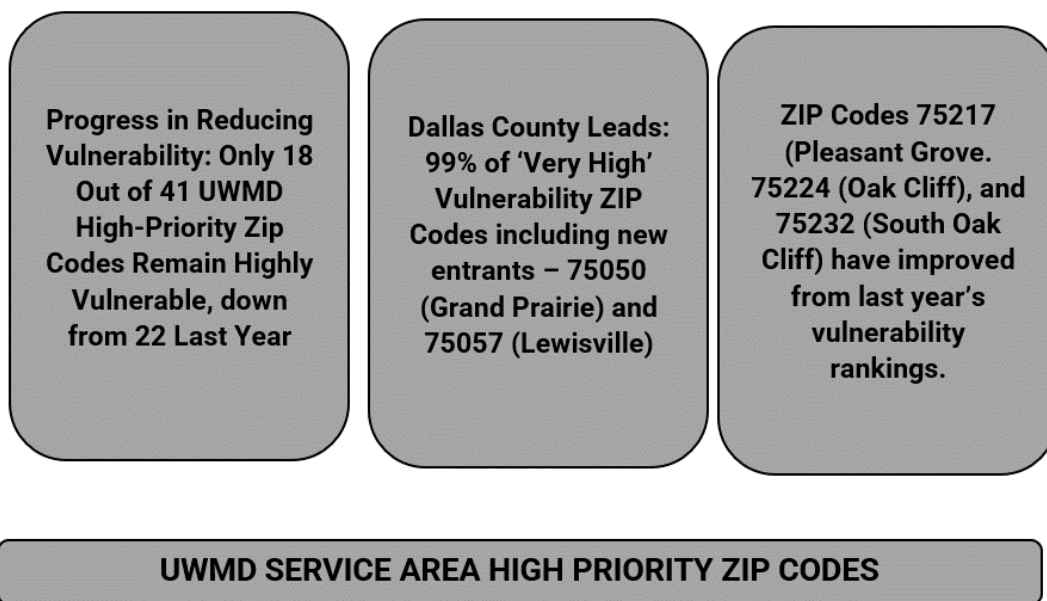 Progress in Reducing
Vulnerability: Only 18
Out of 41 UWMD
High-Priority Zip
Codes Remain Highly
Vulnerable, down
from 22 Last Year
Dallas County Leads:
99% of ‘Very High’
Vulnerability ZIP
Codes including new
entrants – 75050
(Grand Prairie) and
75057 (Lewisville)
ZIP Codes 75217
(Pleasant Grove.
75224 (Oak Cliff), and
75232 (South Oak
Cliff) have improved
from last year’s
vulnerability
rankings.
UWMD SERVICE AREA HIGH PRIORITY ZIP CODES